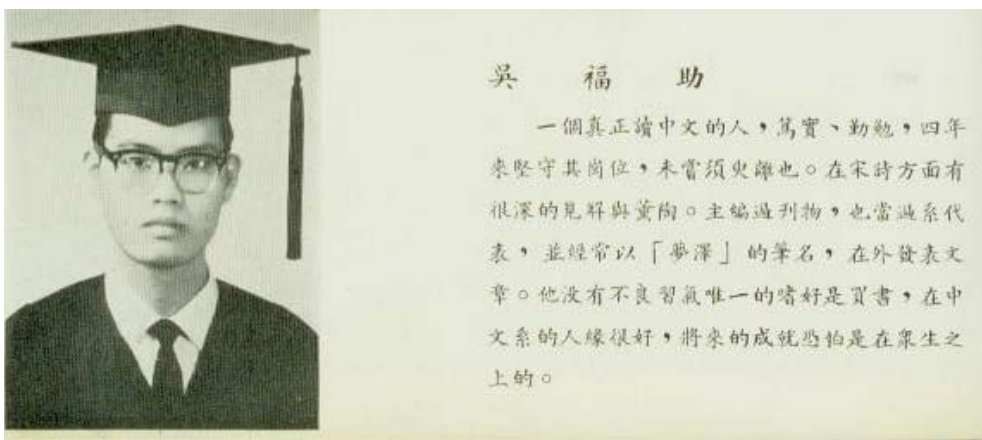 吳福助
一個真正讀中文的人，篤實、勤勉，四年
來堅守其崗位，未嘗須臾離也。在宋詩方面有
很深的見解與薰陶。主編過刊物，也當過系代
表，並經常以「夢澤」的筆名，在外發表文
章。他没有不良習氣唯一的嗜好是買書，在中
文系的人緣很好，將來的成就恐怕是在衆生之
上的。